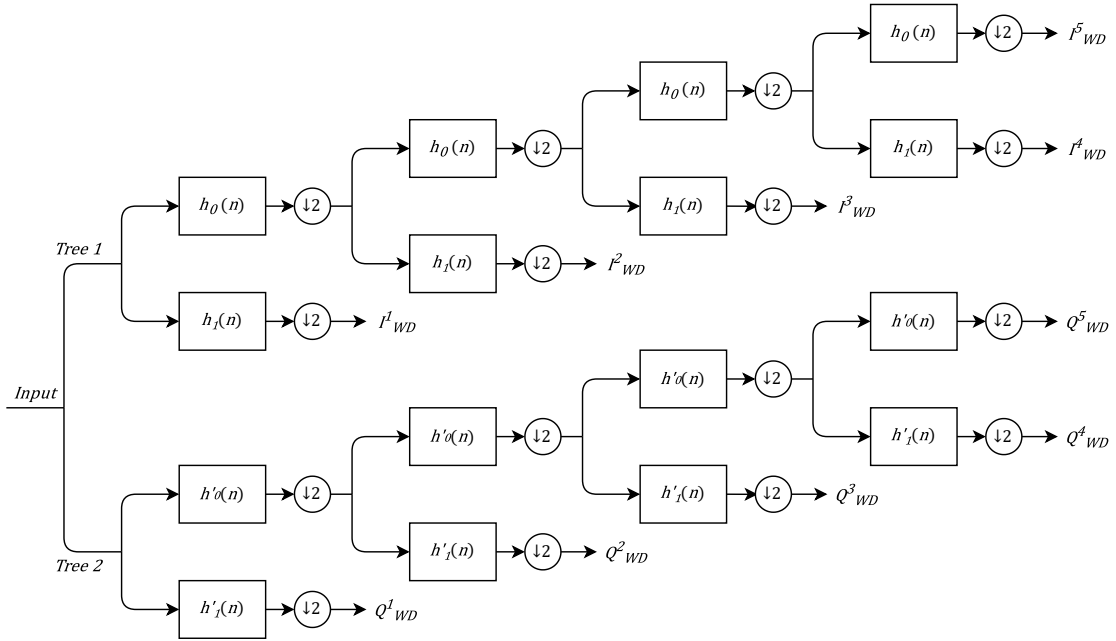 h₀(n) ↓2 I⁵WD
h₀(n) ↓2
h₀(n) ↓2 h₁(n) ↓2 I⁴WD
h₀(n) ↓2 h₁(n) ↓2 I³WD
Tree 1
h₁(n) ↓2 I²WD
h₁(n) ↓2 I¹WD
h'₀(n) ↓2 Q⁵WD
h'₀(n) ↓2
Input
h'₀(n) ↓2 h'₁(n) ↓2 Q⁴WD
h'₀(n) ↓2 h'₁(n) ↓2 Q³WD
h'₁(n) ↓2 Q²WD
Tree 2
h'₁(n) ↓2 Q¹WD